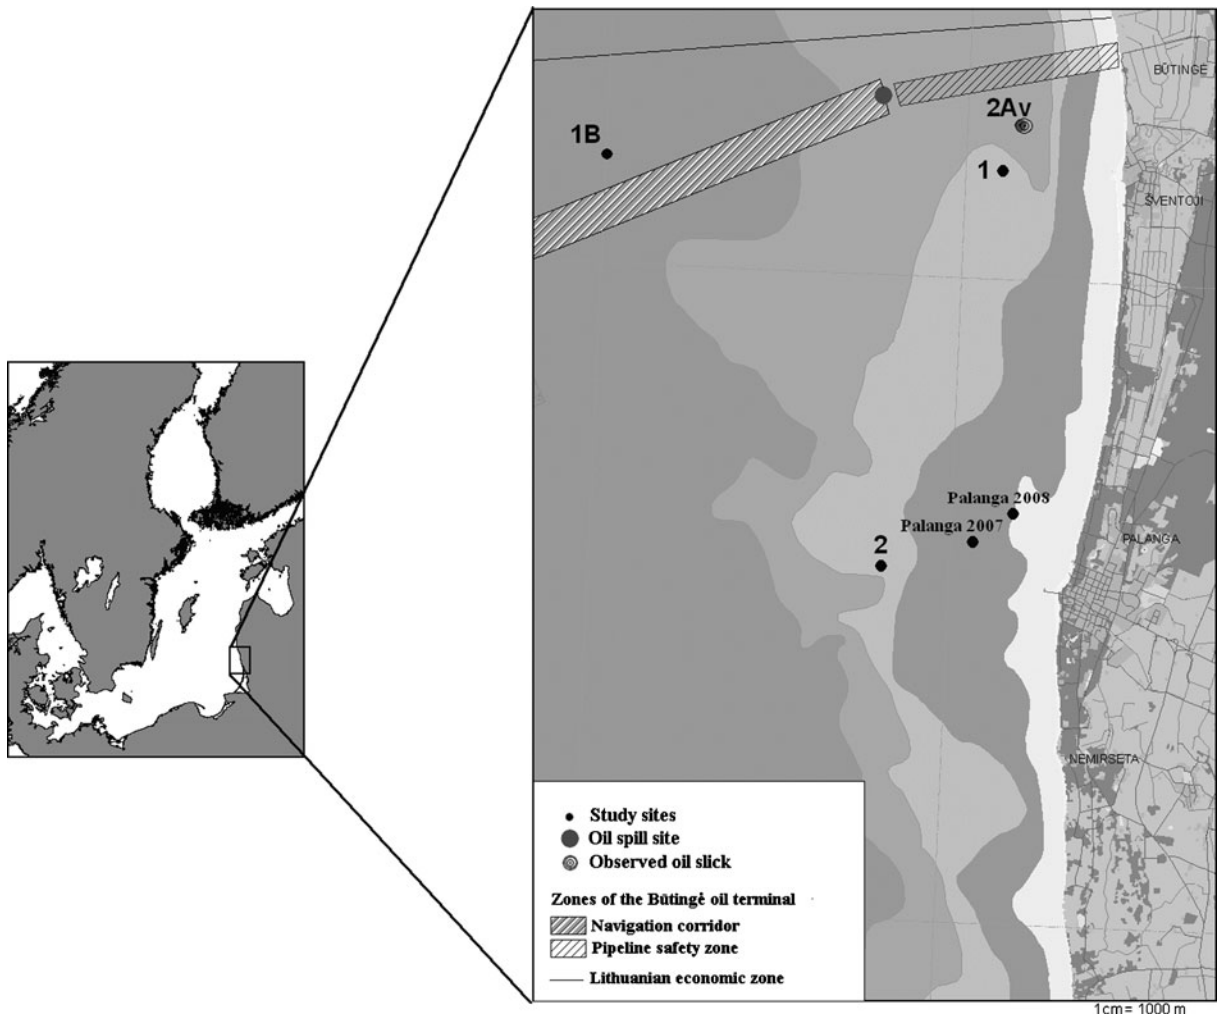 BŪTINGĖ
2Av
1B
1
ŠVENTOJI
Palanga 2008
Palanga 2007
PALANGA
2
NEMIRSETA
Study sites
Oil spill site
Observed oil slick
Zones of the Būtingė oil terminal
Navigation corridor
Pipeline safety zone
Lithuanian economic zone
1cm= 1000 m